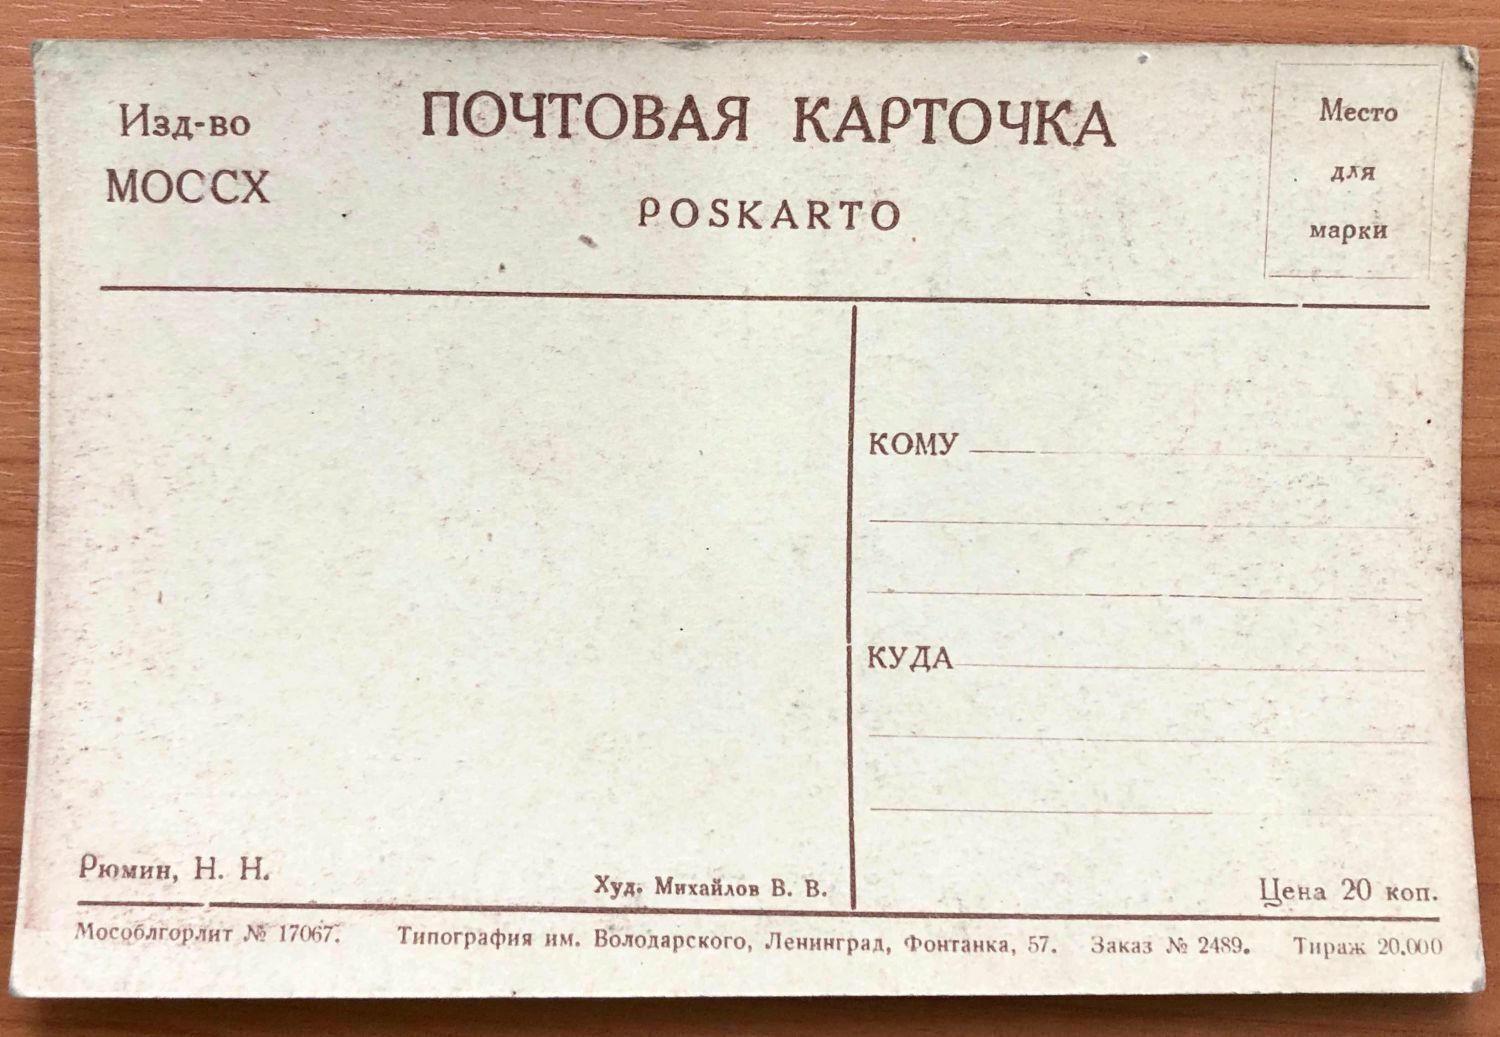 Изд-во
МОССХ
ПОЧТОВАЯ КАРТОЧКА
POSKARTO
Место
для
марки
КОМУ
КУДА
Рюмин, Н. Н.
Худ. Михайлов В. В.
Цена 20 коп.
Мособлгорлит № 17067. Типография им. Володарского, Ленинград, Фонтанка, 57. Заказ № 2489. Тираж 20.000